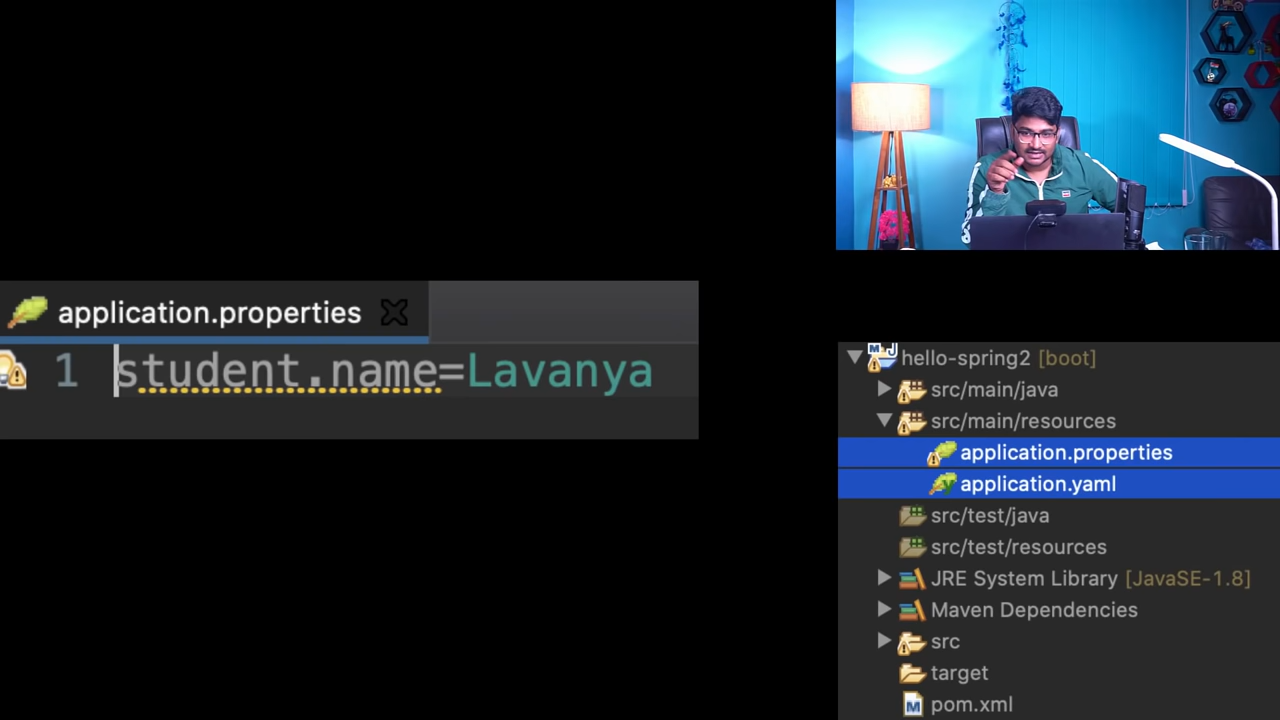 application.properties
1 student.name=Lavanya
hello-spring2 [boot]
src/main/java
src/main/resources
application.properties
application.yaml
src/test/java
src/test/resources
JRE System Library [JavaSE-1.8]
Maven Dependencies
src
target
pom.xml